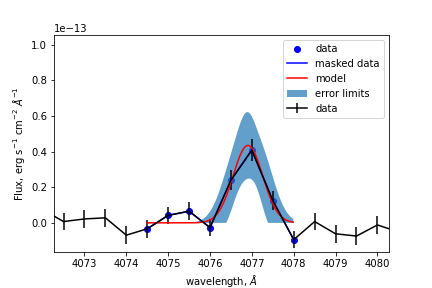 1e−13
1.0
0.8
0.6
0.4
0.2
0.0
Flux, erg s⁻¹ cm⁻² Å⁻¹
data
masked data
model
error limits
data
4073 4074 4075 4076 4077 4078 4079 4080
wavelength, Å